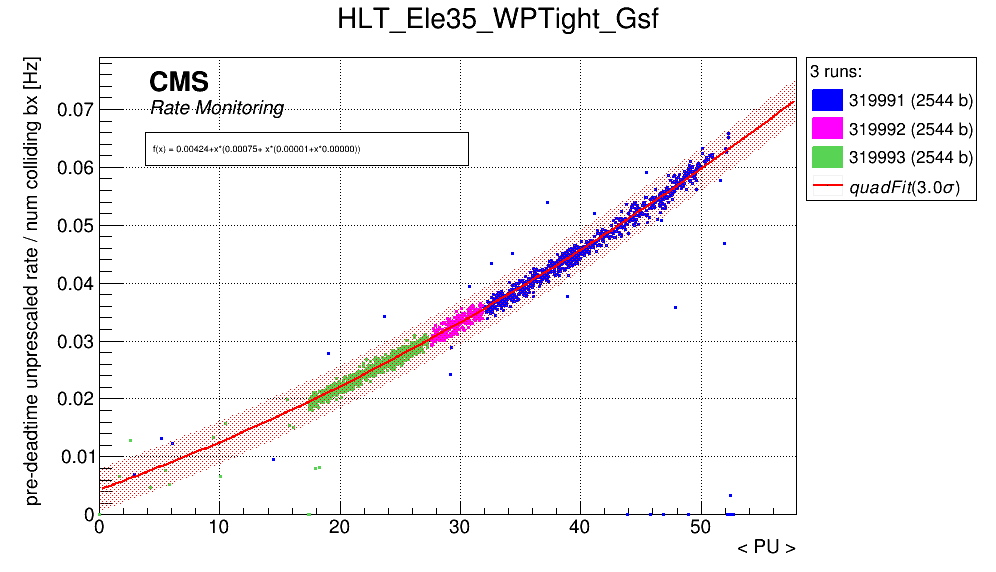 HLT_Ele35_WPTight_Gsf
pre-deadtime unprescaled rate / num colliding bx [Hz]
CMS
Rate Monitoring
f(x) = 0.00424+x*(0.00075+ x*(0.00001+x*0.00000))
0.07
0.06
0.05
0.04
0.03
0.02
0.01
0
0 10 20 30 40 50
< PU >
3 runs:
319991 (2544 b)
319992 (2544 b)
319993 (2544 b)
quadFit(3.0σ)